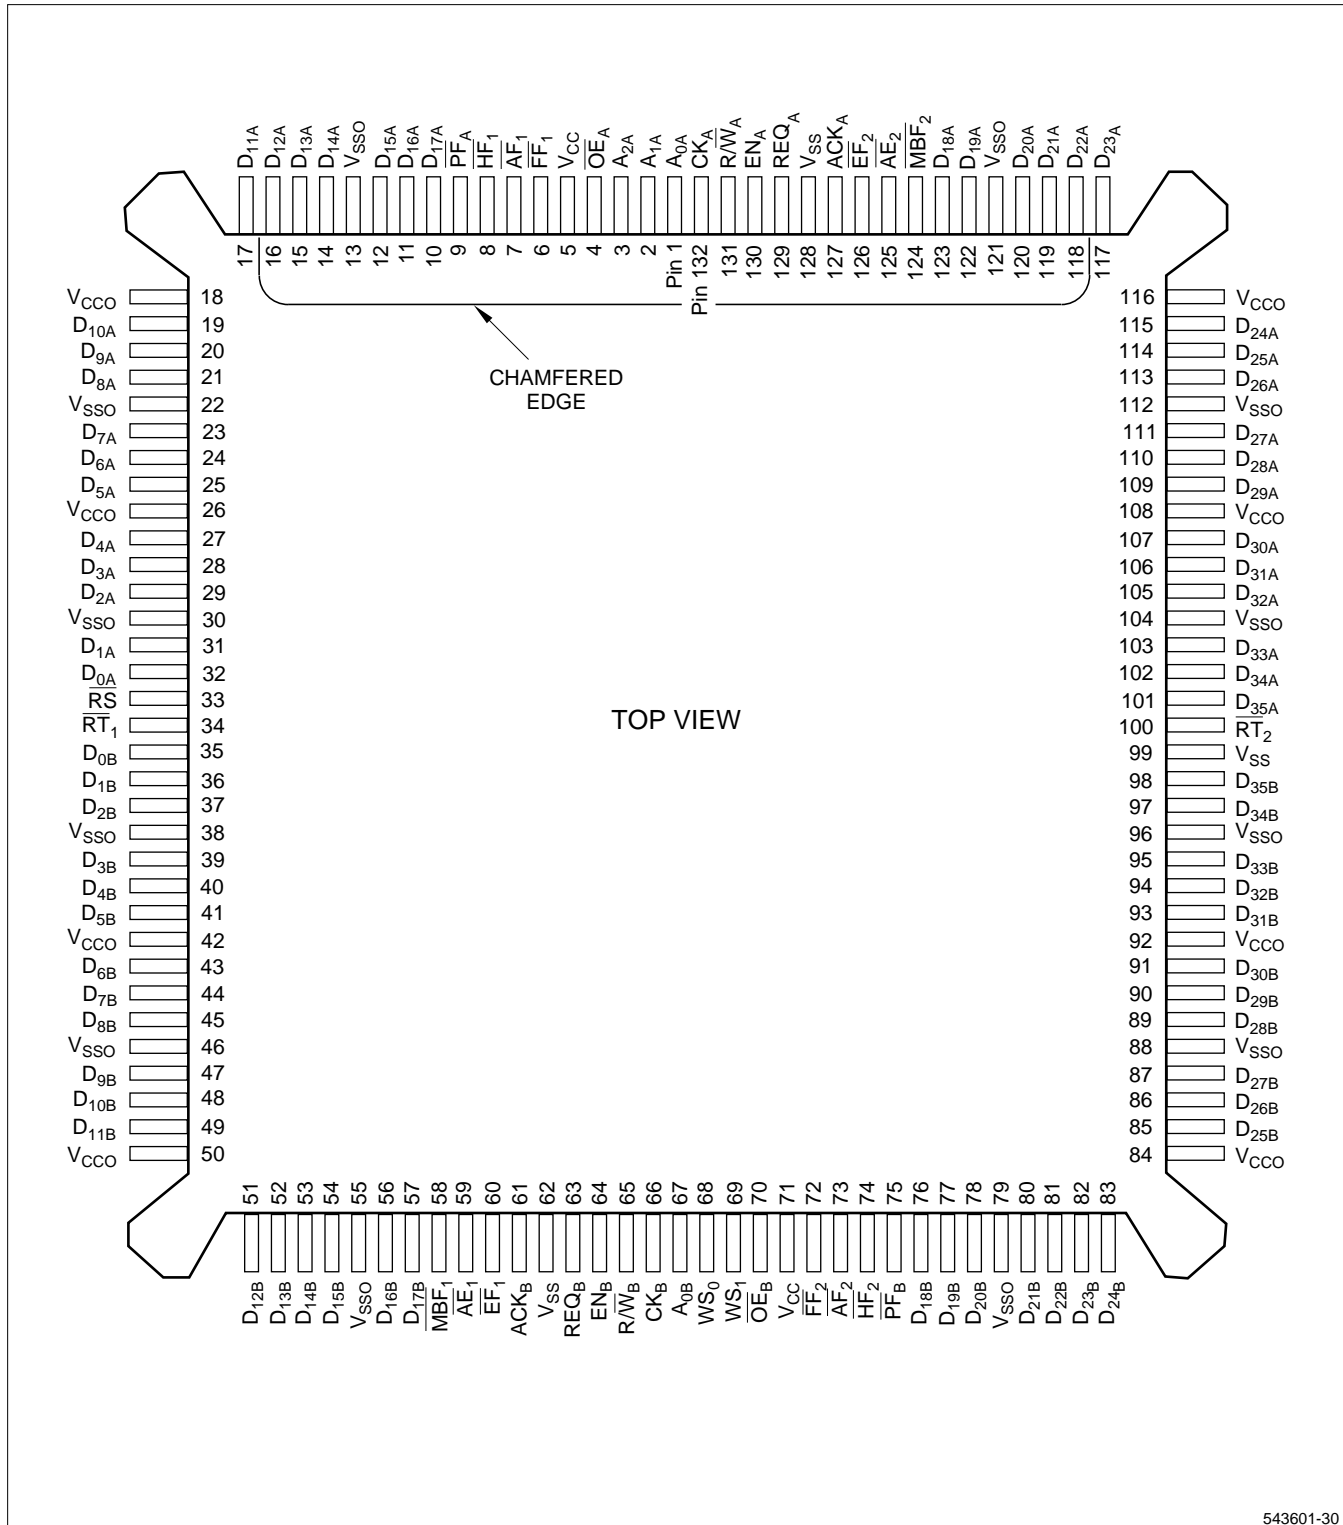 D11A D12A D13A D14A VSSO D15A D16A D17A PFA HF1 AF1 FF1 VCC OEA A2A A1A A0A CKA R/WA ENA REQA VSS ACKA EF2 AE2 MBF2 D18A D19A VSSO D20A D21A D22A D23A
17 16 15 14 13 12 11 10 9 8 7 6 5 4 3 2 Pin 1 Pin 132 131 130 129 128 127 126 125 124 123 122 121 120 119 118 117
CHAMFERED
EDGE
VCCO 18
D10A 19
D9A 20
D8A 21
VSSO 22
D7A 23
D6A 24
D5A 25
VCCO 26
D4A 27
D3A 28
D2A 29
VSSO 30
D1A 31
D0A 32
RS 33
RT1 34
D0B 35
D1B 36
D2B 37
VSSO 38
D3B 39
D4B 40
D5B 41
VCCO 42
D6B 43
D7B 44
D8B 45
VSSO 46
D9B 47
D10B 48
D11B 49
VCCO 50
TOP VIEW
116 VCCO
115 D24A
114 D25A
113 D26A
112 VSSO
111 D27A
110 D28A
109 D29A
108 VCCO
107 D30A
106 D31A
105 D32A
104 VSSO
103 D33A
102 D34A
101 D35A
100 RT2
99 VSS
98 D35B
97 D34B
96 VSSO
95 D33B
94 D32B
93 D31B
92 VCCO
91 D30B
90 D29B
89 D28B
88 VSSO
87 D27B
86 D26B
85 D25B
84 VCCO
51 52 53 54 55 56 57 58 59 60 61 62 63 64 65 66 67 68 69 70 71 72 73 74 75 76 77 78 79 80 81 82 83
D12B D13B D14B D15B VSSO D16B D17B MBF1 AE1 EF1 ACKB VSS REQB ENB R/WB CKB A0B WS0 WS1 OEB VCC FF2 AF2 HF2 PFB D18B D19B D20B VSSO D21B D22B D23B D24B
543601-30